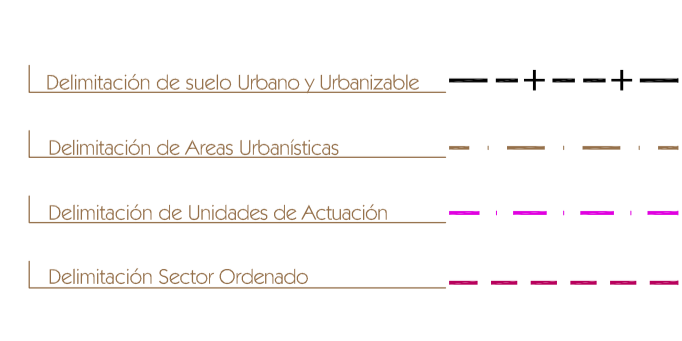 Delimitación de suelo Urbano y Urbanizable
Delimitación de Areas Urbanísticas
Delimitación de Unidades de Actuación
Delimitación Sector Ordenado